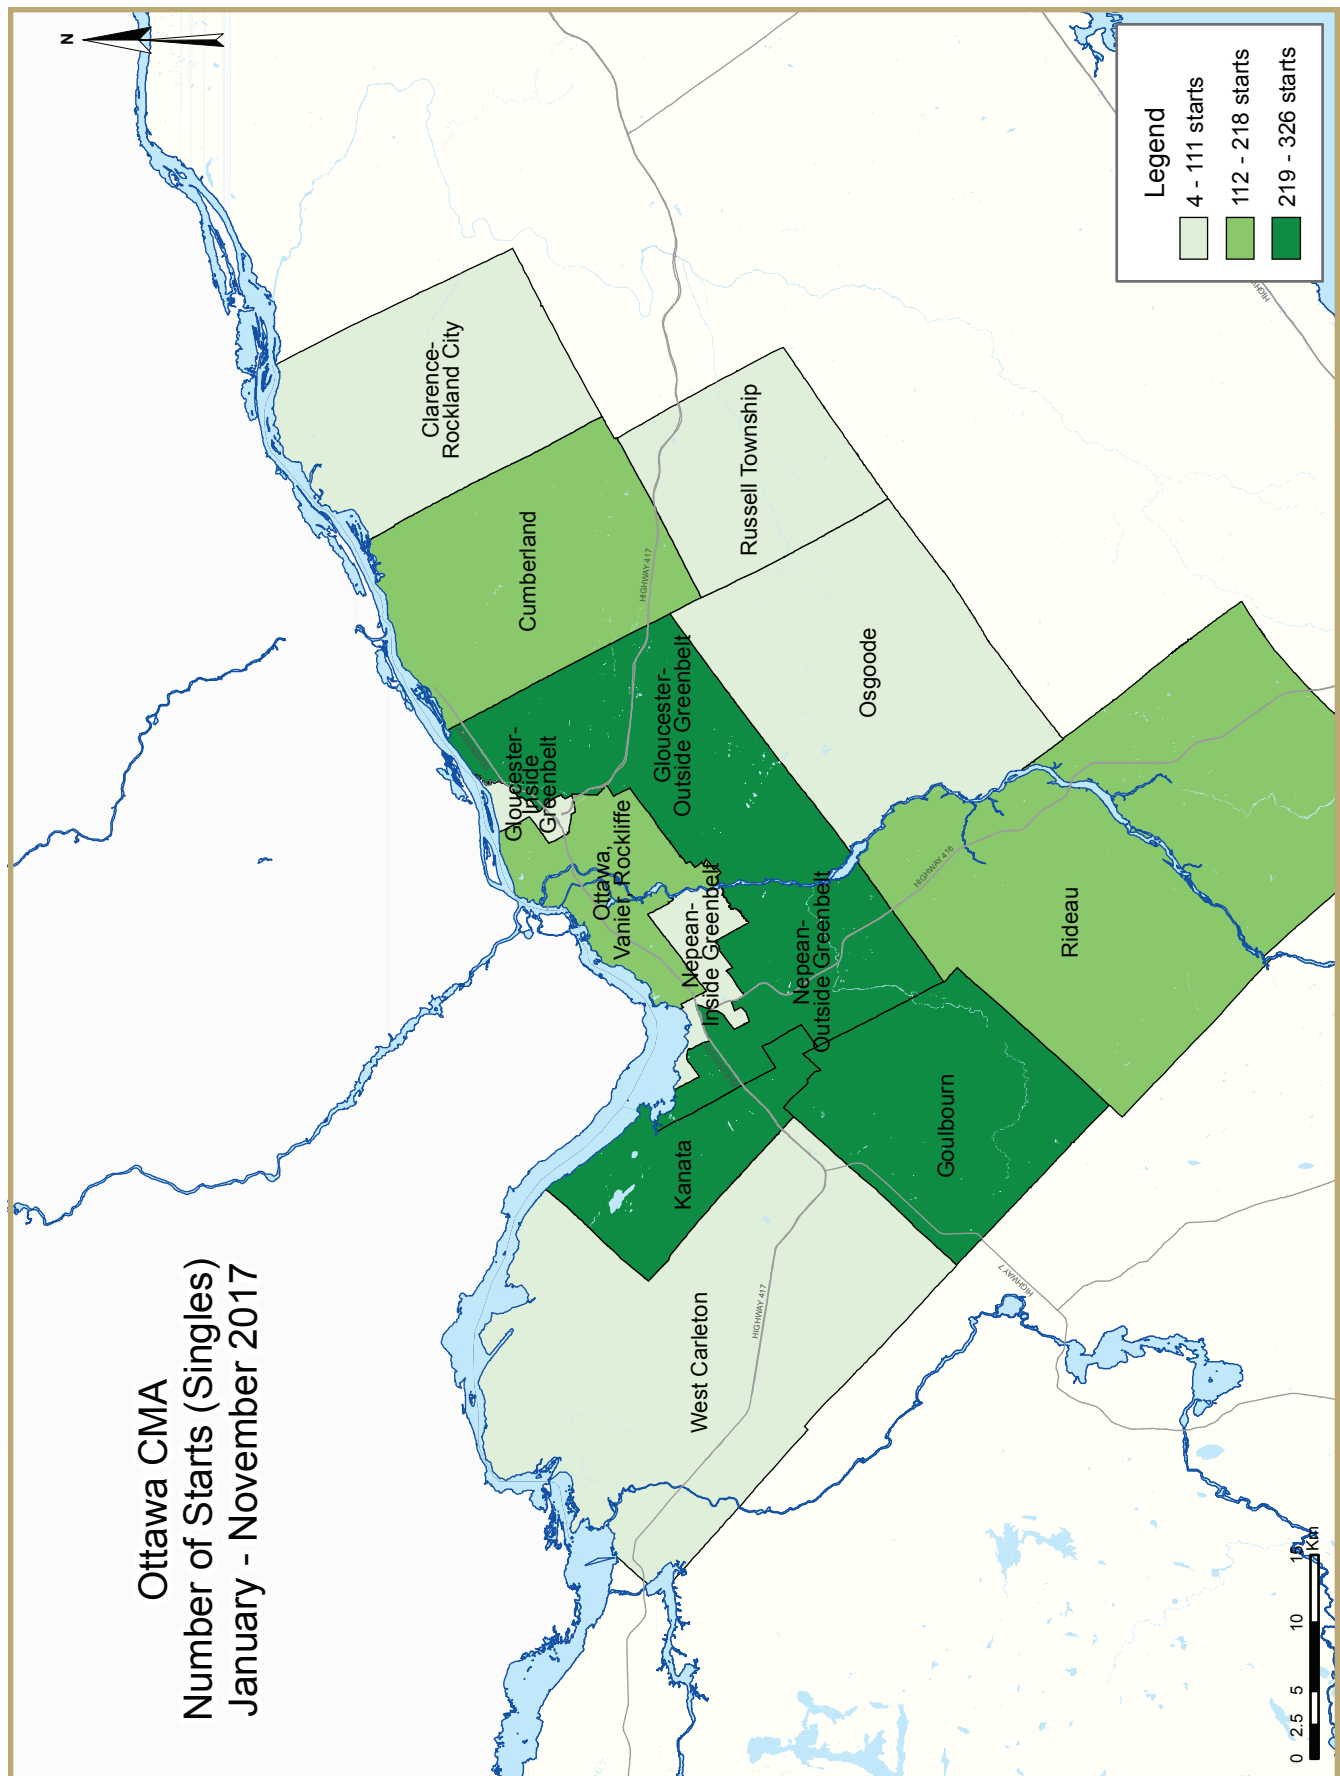 Ottawa CMA
Number of Starts (Singles)
January - November 2017
N
Legend
4 - 111 starts
112 - 218 starts
219 - 326 starts
Clarence-
Rockland City
Cumberland
Russell Township
HIGHWAY 417
Osgoode
Gloucester-
Outside Greenbelt
Gloucester-
Inside
Greenbelt
Ottawa,
Vanier, Rockliffe
Nepean-
Inside Greenbelt
Nepean-
Outside Greenbelt
HIGHWAY 416
Rideau
Goulbourn
Kanata
West Carleton
HIGHWAY 417
HIGHWAY 7
0 2.5 5 10 15
Km